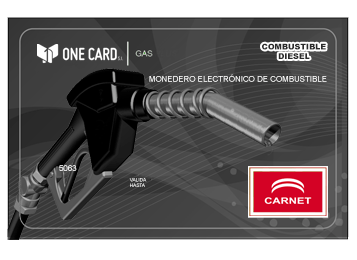 ONE CARD
GAS
COMBUSTIBLE
DIESEL
MONEDERO ELECTRÓNICO DE COMBUSTIBLE
5063
VALIDA
HASTA
CARNET